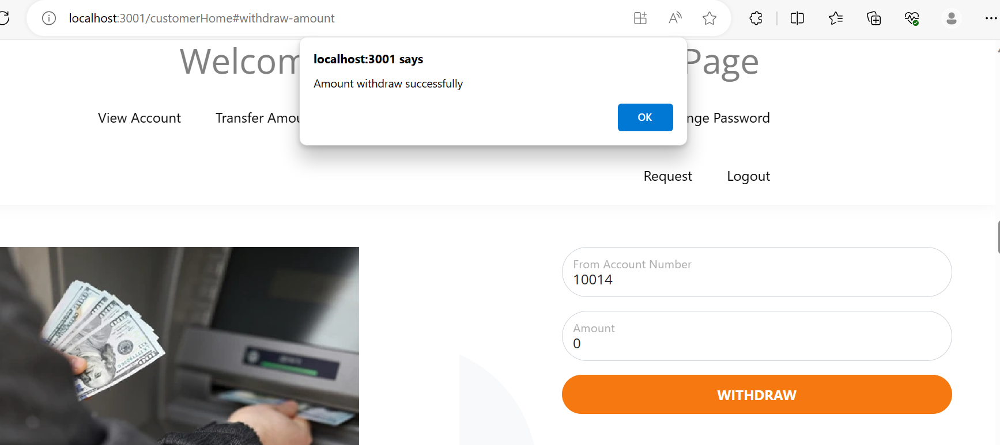 localhost:3001/customerHome#withdraw-amount
localhost:3001 says
Amount withdraw successfully
OK
Welcom
Page
View Account
Transfer Amou
nge Password
Request
Logout
From Account Number
10014
Amount
0
WITHDRAW